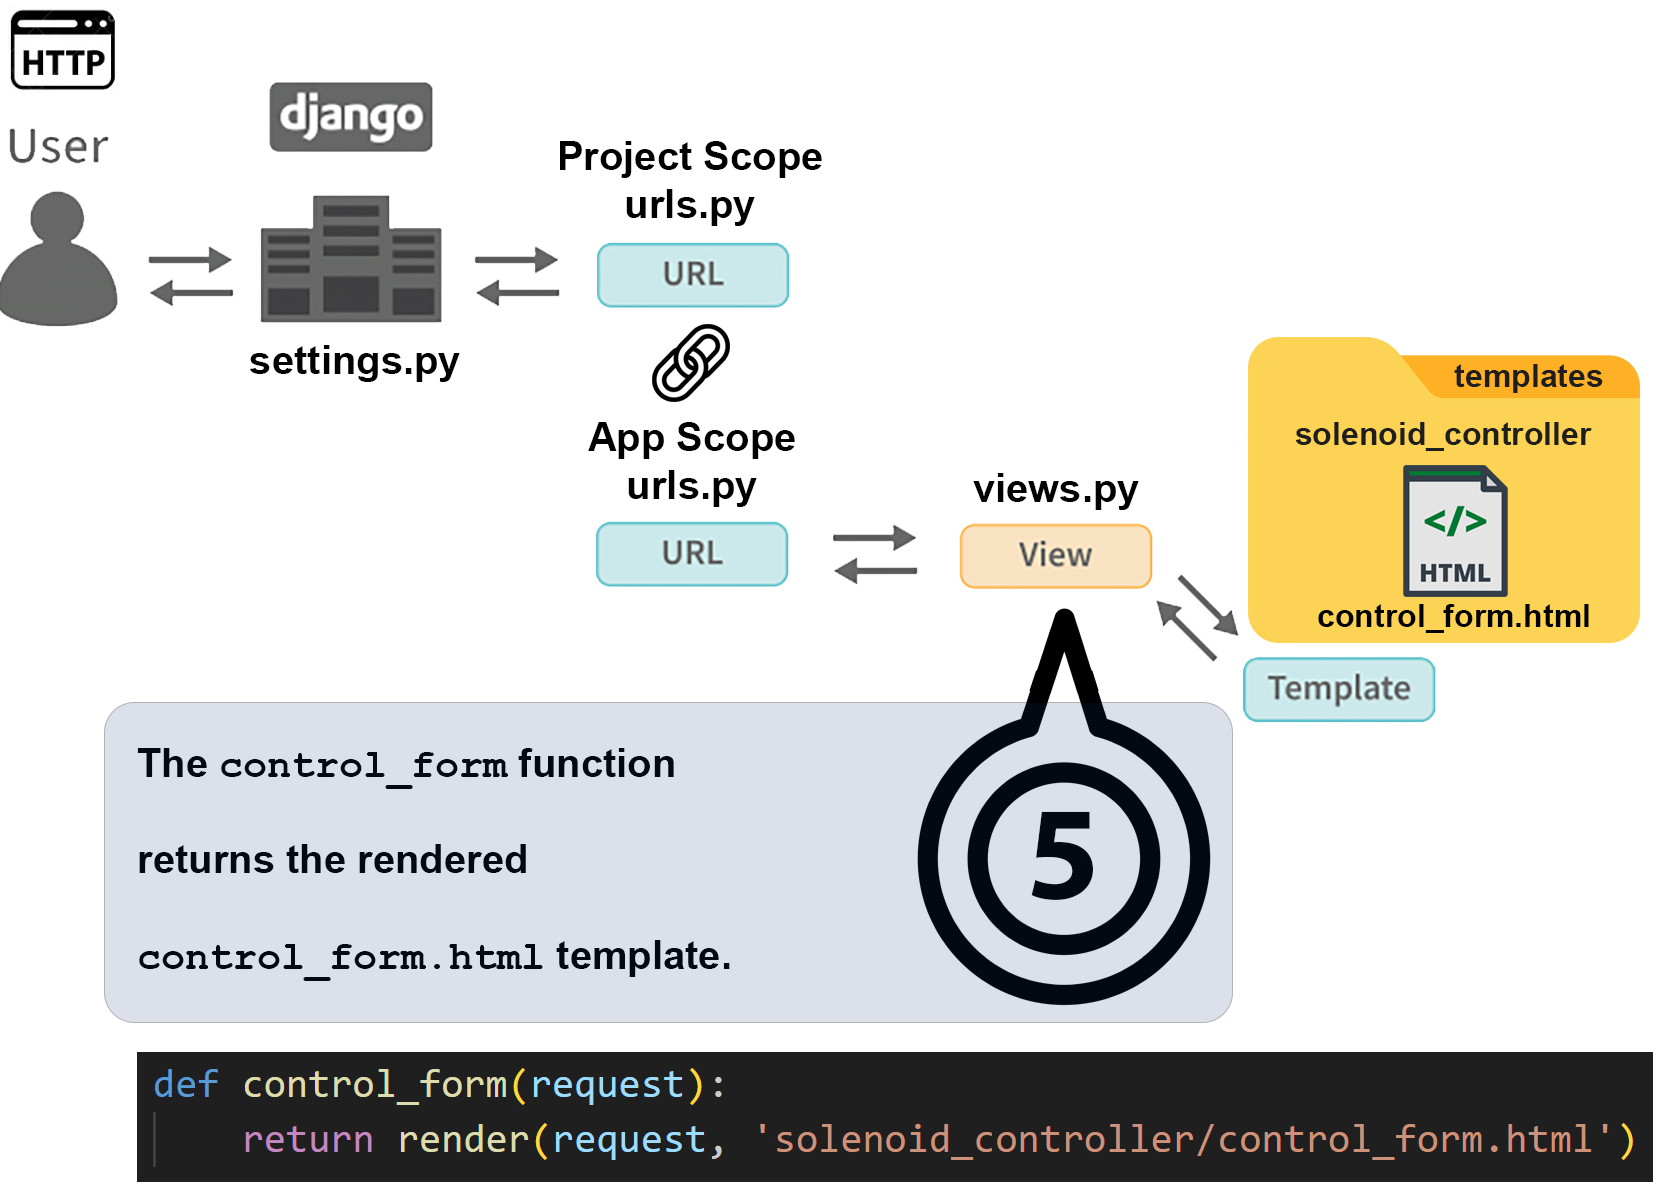 HTTP
User
django
settings.py
Project Scope
urls.py
URL
App Scope
urls.py
URL
views.py
View
templates
solenoid_controller
</>
HTML
control_form.html
Template
The control_form function
returns the rendered
control_form.html template.
5
def control_form(request):
    return render(request, 'solenoid_controller/control_form.html')